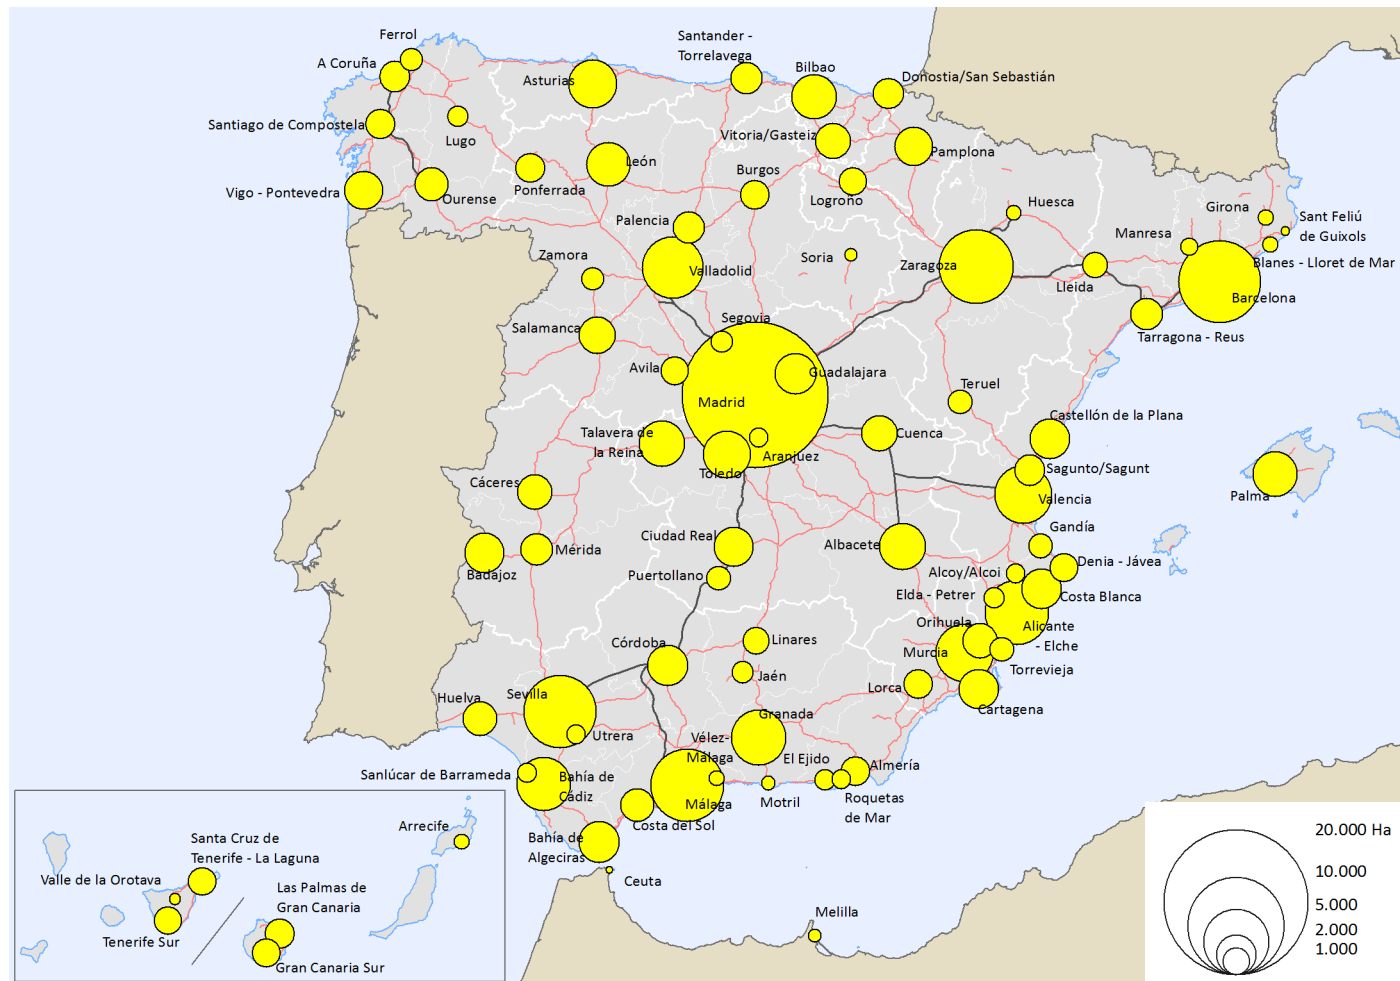 Ferrol
Santander -
Torrelavega
A Coruña
Asturias
Bilbao
Donostia/San Sebastián
Santiago de Compostela
Lugo
Vitoria/Gasteiz
Pamplona
León
Ponferrada
Burgos
Vigo - Pontevedra
Ourense
Logroño
Huesca
Girona
Sant Feliú
de Guixols
Palencia
Manresa
Zamora
Valladolid
Soria
Zaragoza
Blanes - Lloret de Mar
Lleida
Barcelona
Segovia
Salamanca
Tarragona - Reus
Avila
Guadalajara
Teruel
Madrid
Castellón de la Plana
Talavera de
la Reina
Cuenca
Aranjuez
Toledo
Sagunto/Sagunt
Cáceres
Valencia
Palma
Gandía
Ciudad Real
Albacete
Mérida
Badajoz
Denia - Jávea
Puertollano
Alcoy/Alcoi
Elda - Petrer
Costa Blanca
Orihuela
Alicante
- Elche
Linares
Córdoba
Murcia
Torrevieja
Jaén
Lorca
Huelva
Sevilla
Cartagena
Granada
Utrera
Vélez-
Málaga
El Ejido
Almería
Sanlúcar de Barrameda
Bahía de
Cádiz
Málaga
Motril
Roquetas
de Mar
Costa del Sol
Bahía de
Algeciras
Ceuta
Melilla
Arrecife
Santa Cruz de
Tenerife - La Laguna
Valle de la Orotava
Las Palmas de
Gran Canaria
Tenerife Sur
Gran Canaria Sur
20.000 Ha
10.000
5.000
2.000
1.000